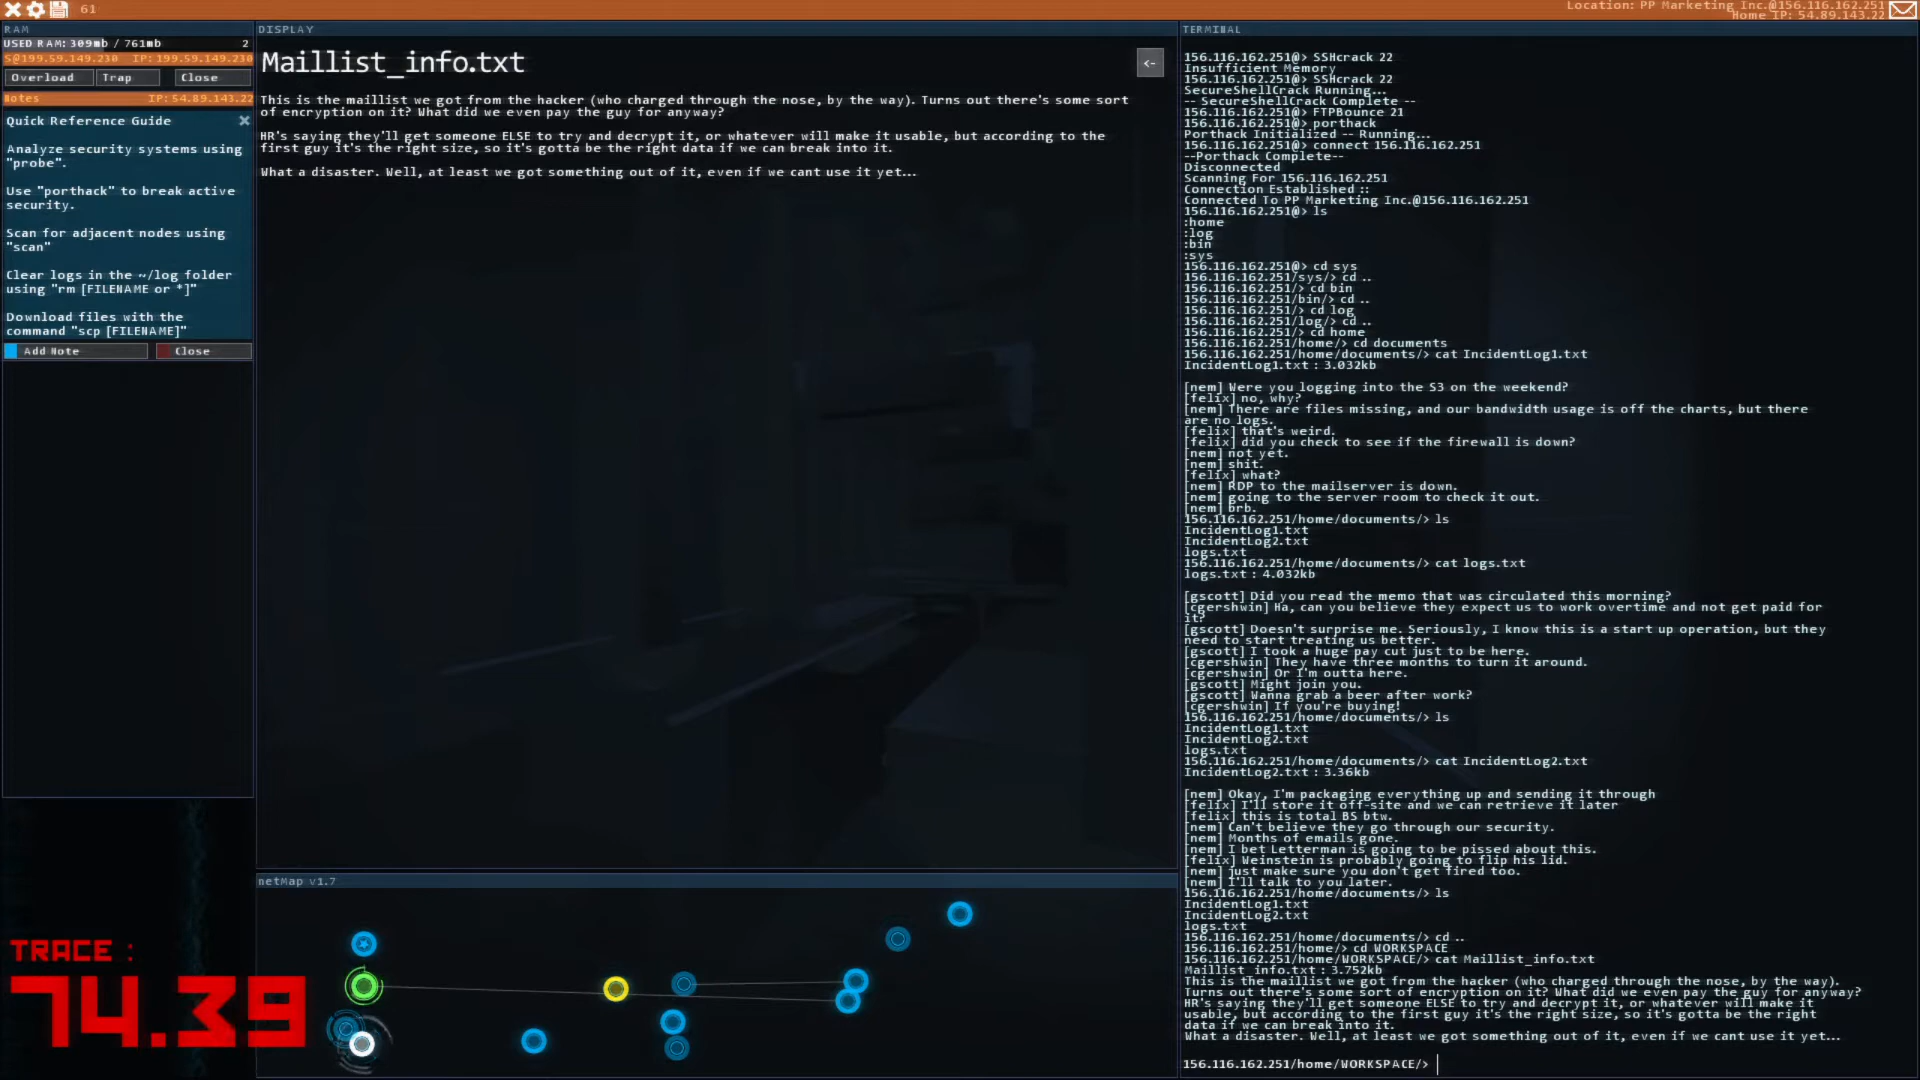 61
Location: PP Marketing Inc.@156.116.162.251
Home IP: 54.89.143.22
RAM
USED RAM: 309mb / 761mb 2
S@199.59.149.230 IP: 199.59.149.230
Overload Trap Close
Notes IP:54.89.143.22
Quick Reference Guide
Analyze security systems using
"probe".
Use "porthack" to break active
security.
Scan for adjacent nodes using
"scan"
Clear logs in the ~/log folder
using "rm [FILENAME or *]"
Download files with the
command "scp [FILENAME]"
Add Note Close
TRACE :
74.39
DISPLAY
Maillist_info.txt
<-
This is the maillist we got from the hacker (who charged through the nose, by the way). Turns out there's some sort
of encryption on it? What did we even pay the guy for anyway?
HR's saying they'll get someone ELSE to try and decrypt it, or whatever will make it usable, but according to the
first guy it's the right size, so it's gotta be the right data if we can break into it.
What a disaster. Well, at least we got something out of it, even if we cant use it yet...
netMap v1.7
TERMINAL
156.116.162.251@> SSHcrack 22
Insufficient Memory
156.116.162.251@> SSHcrack 22
SecureShellCrack Running...
-- SecureShellCrack Complete --
156.116.162.251@> FTPBounce 21
156.116.162.251@> porthack
Porthack Initialized -- Running...
156.116.162.251@> connect 156.116.162.251
--Porthack Complete--
Disconnected
Scanning For 156.116.162.251
Connection Established ::
Connected To PP Marketing Inc.@156.116.162.251
156.116.162.251@> ls
:home
:log
:bin
:sys
156.116.162.251@> cd sys
156.116.162.251/sys/> cd ..
156.116.162.251/> cd bin
156.116.162.251/bin/> cd ..
156.116.162.251/> cd log
156.116.162.251/log/> cd ..
156.116.162.251/> cd home
156.116.162.251/home/> cd documents
156.116.162.251/home/documents/> cat IncidentLog1.txt
IncidentLog1.txt : 3.032kb
[nem] Were you logging into the S3 on the weekend?
[felix] no, why?
[nem] There are files missing, and our bandwidth usage is off the charts, but there
are no logs.
[felix] that's weird.
[felix] did you check to see if the firewall is down?
[nem] not yet.
[nem] shit.
[felix] what?
[nem] RDP to the mailserver is down.
[nem] going to the server room to check it out.
[nem] brb.
156.116.162.251/home/documents/> ls
IncidentLog1.txt
IncidentLog2.txt
logs.txt
156.116.162.251/home/documents/> cat logs.txt
logs.txt : 4.032kb
[gscott] Did you read the memo that was circulated this morning?
[cgershwin] Ha, can you believe they expect us to work overtime and not get paid for
it?
[gscott] Doesn't surprise me. Seriously, I know this is a start up operation, but they
need to start treating us better.
[gscott] I took a huge pay cut just to be here.
[cgershwin] They have three months to turn it around.
[cgershwin] Or I'm outta here.
[gscott] Might join you.
[gscott] Wanna grab a beer after work?
[cgershwin] If you're buying!
156.116.162.251/home/documents/> ls
IncidentLog1.txt
IncidentLog2.txt
logs.txt
156.116.162.251/home/documents/> cat IncidentLog2.txt
IncidentLog2.txt : 3.36kb
[nem] Okay, I'm packaging everything up and sending it through
[felix] I'll store it off-site and we can retrieve it later
[felix] this is total BS btw.
[nem] Can't believe they go through our security.
[nem] Months of emails gone.
[nem] I bet Letterman is going to be pissed about this.
[felix] Weinstein is probably going to flip his lid.
[nem] just make sure you don't get fired too.
[nem] I'll talk to you later.
156.116.162.251/home/documents/> ls
IncidentLog1.txt
IncidentLog2.txt
logs.txt
156.116.162.251/home/documents/> cd ..
156.116.162.251/home/> cd WORKSPACE
156.116.162.251/home/WORKSPACE/> cat Maillist_info.txt
Maillist_info.txt : 3.752kb
This is the maillist we got from the hacker (who charged through the nose, by the way).
Turns out there's some sort of encryption on it? What did we even pay the guy for anyway?
HR's saying they'll get someone ELSE to try and decrypt it, or whatever will make it
usable, but according to the first guy it's the right size, so it's gotta be the right
data if we can break into it.
What a disaster. Well, at least we got something out of it, even if we cant use it yet...
156.116.162.251/home/WORKSPACE/>